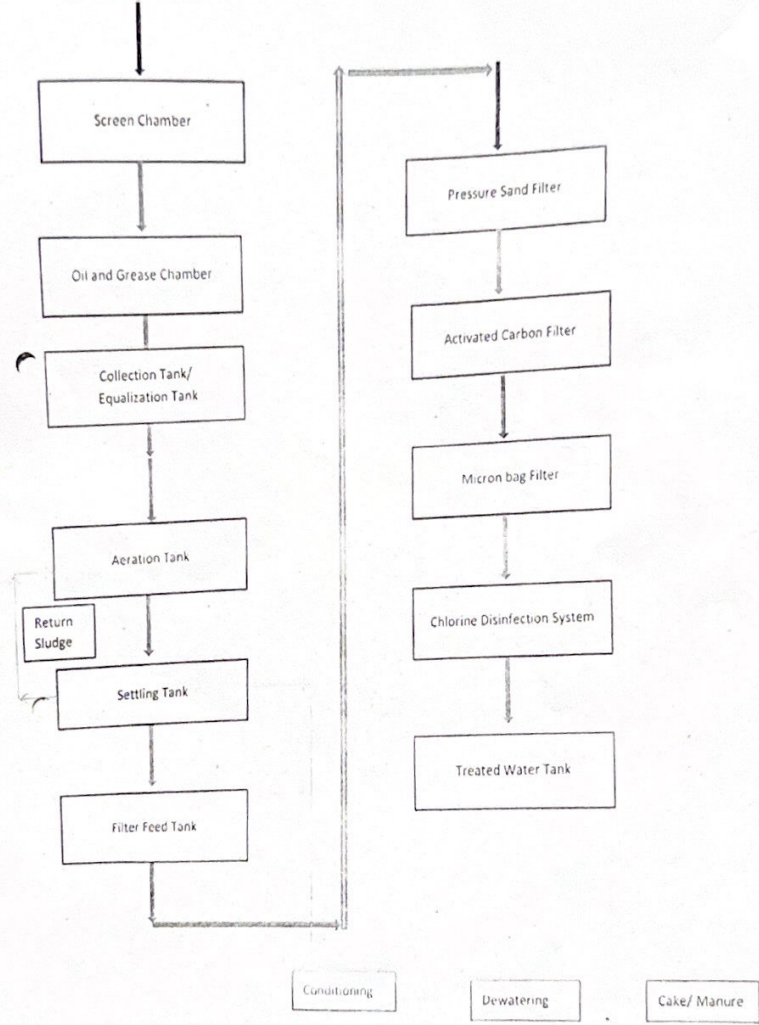 Screen Chamber
Oil and Grease Chamber
Collection Tank/
Equalization Tank
Aeration Tank
Return
Sludge
Settling Tank
Filter Feed Tank
Pressure Sand Filter
Activated Carbon Filter
Micron bag Filter
Chlorine Disinfection System
Treated Water Tank
Conditioning
Dewatering
Cake/ Manure